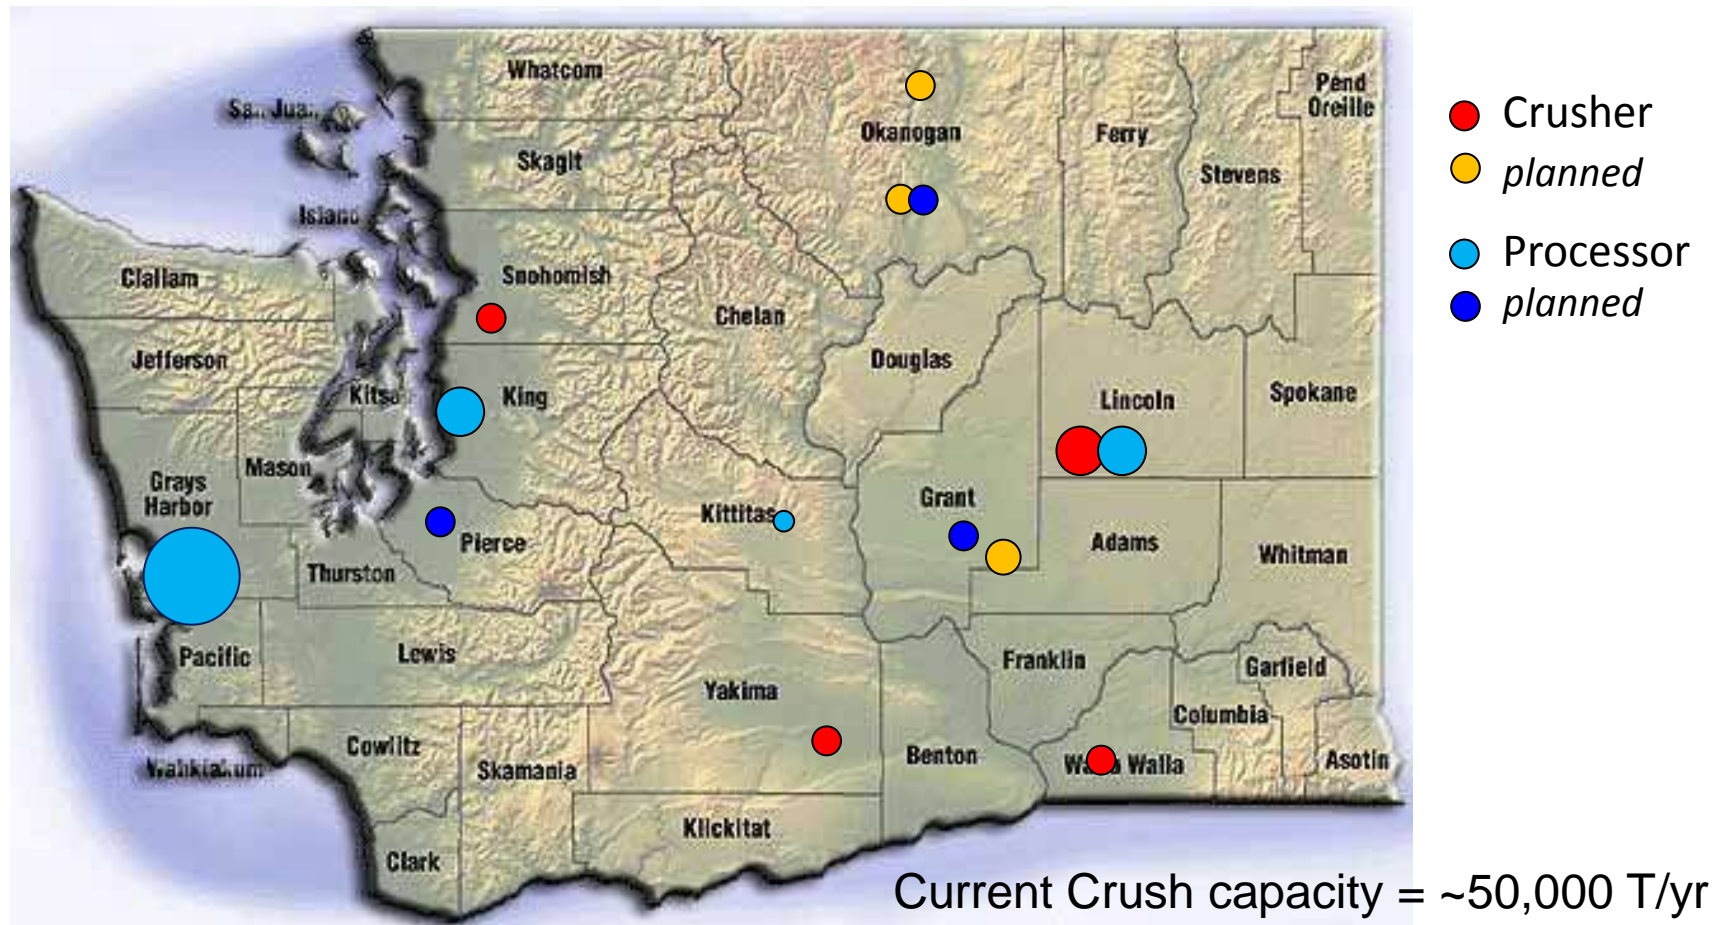 Whatcom
San Juan
Skagit
Island
Okanogan
Ferry
Stevens
Pend
Oreille
Clallam
Snohomish
Chelan
Jefferson
Douglas
King
Lincoln
Spokane
Mason
Grays
Harbor
Kittitas
Grant
Pierce
Adams
Whitman
Thurston
Pacific
Lewis
Yakima
Franklin
Garfield
Columbia
Cowlitz
Wahkiakum
Skamania
Benton
Walla Walla
Asotin
Klickitat
Clark
Crusher
planned
Processor
planned
Current Crush capacity = ~50,000 T/yr